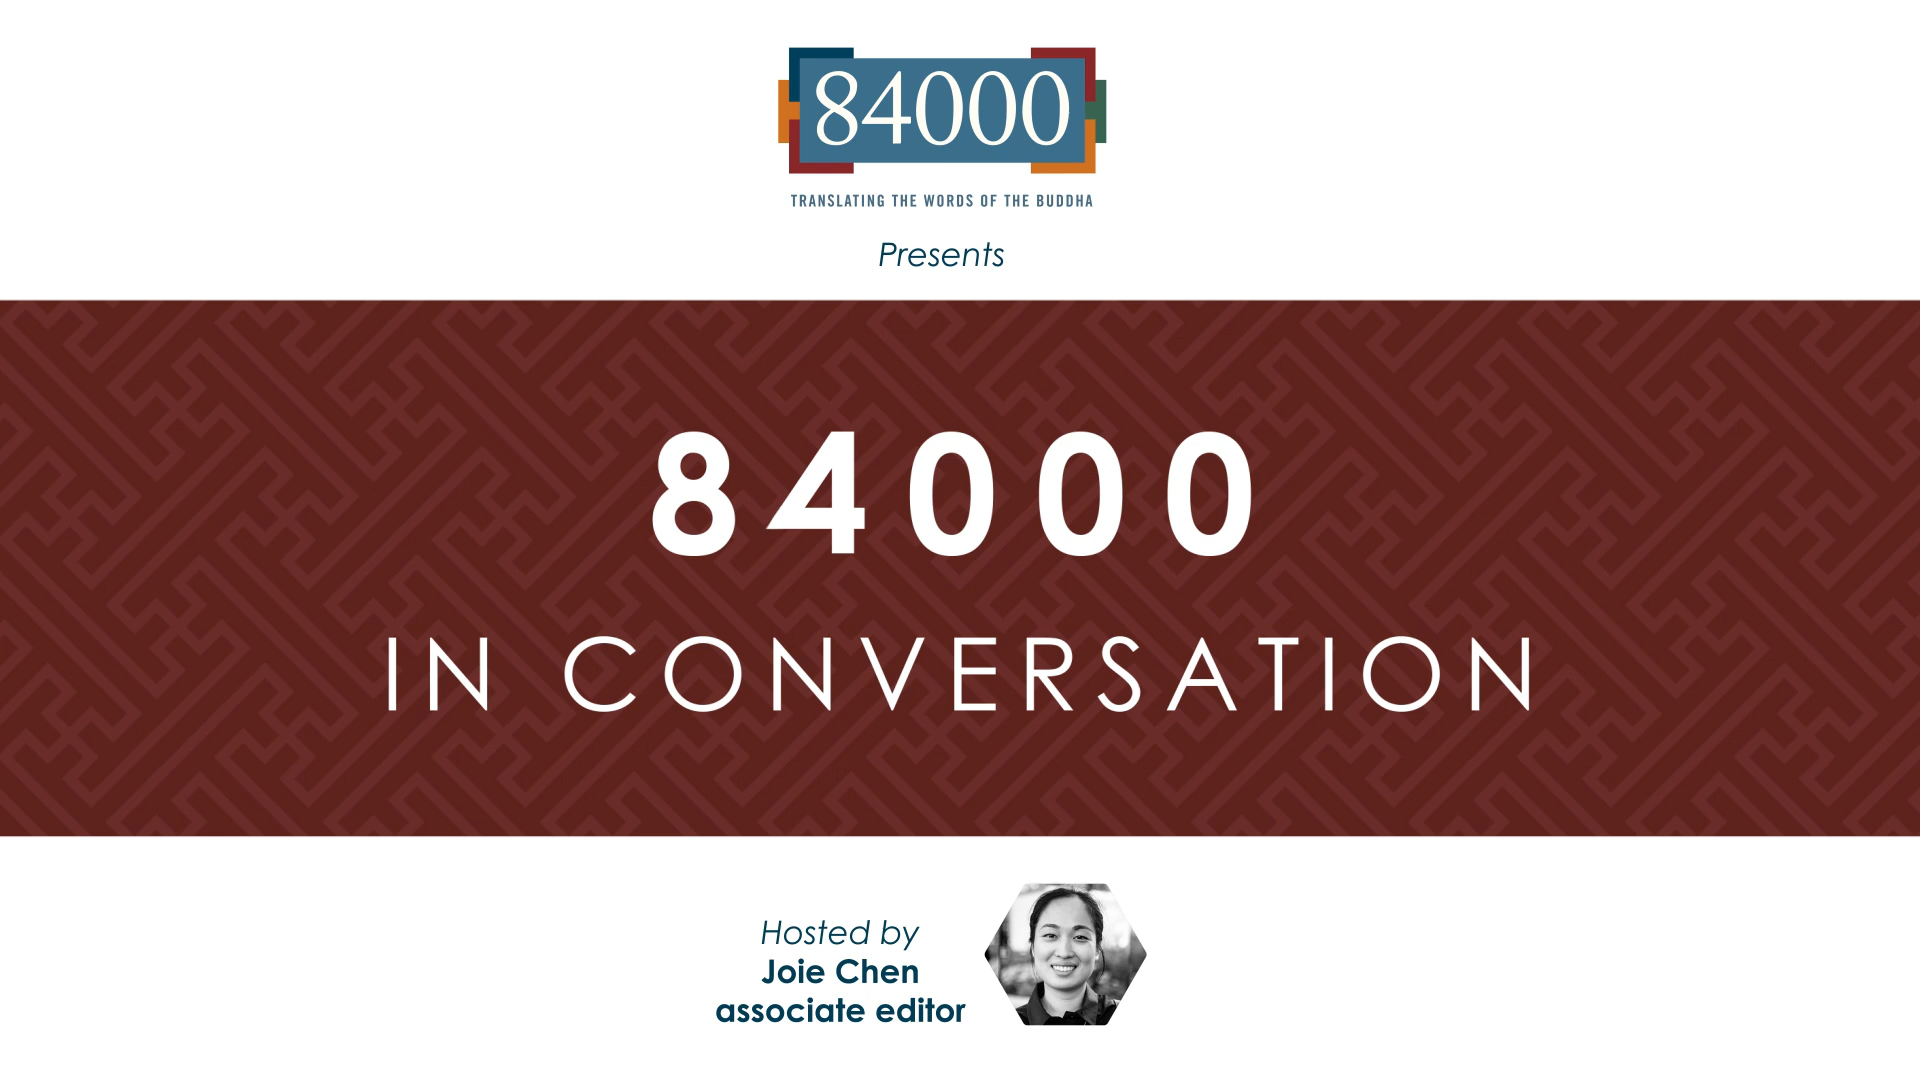 84000
TRANSLATING THE WORDS OF THE BUDDHA
Presents
84000
IN CONVERSATION
Hosted by
Joie Chen
associate editor